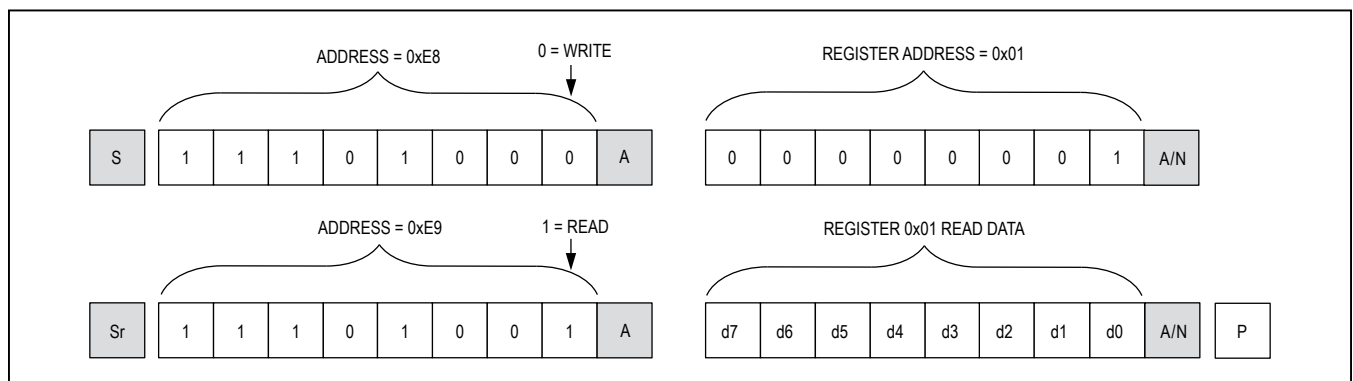 ADDRESS = 0xE8 0 = WRITE REGISTER ADDRESS = 0x01
S 1 1 1 0 1 0 0 0 A 0 0 0 0 0 0 0 1 A/N
ADDRESS = 0xE9 1 = READ REGISTER 0x01 READ DATA
Sr 1 1 1 0 1 0 0 1 A d7 d6 d5 d4 d3 d2 d1 d0 A/N P